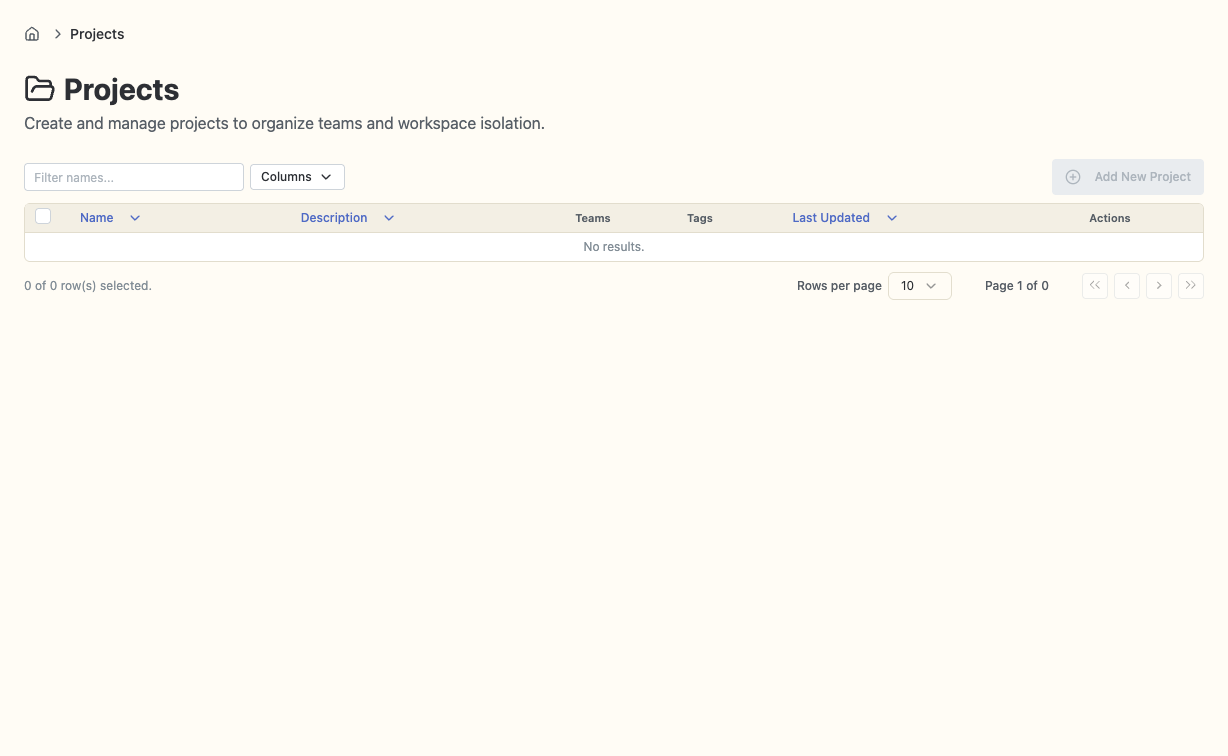 Projects
Projects
Create and manage projects to organize teams and workspace isolation.
Filter names...
Columns
Add New Project
Name Description Teams Tags Last Updated Actions
No results.
0 of 0 row(s) selected.
Rows per page 10 Page 1 of 0